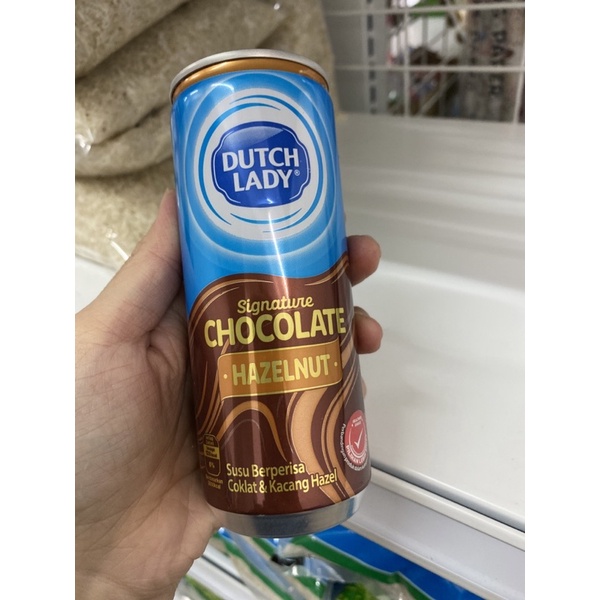 DUTCH
LADY®
Signature
CHOCOLATE
HAZELNUT
Susu Berperisa
Coklat & Kacang Hazel